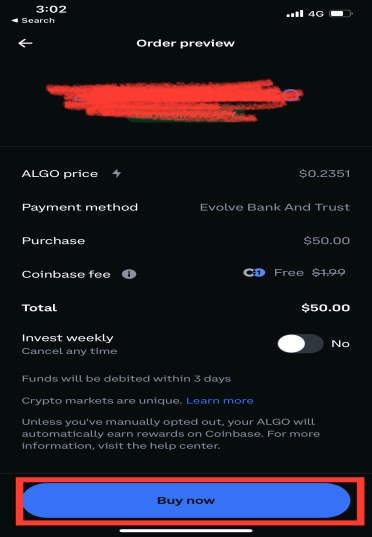 3:02
4G
Search
Order preview
ALGO price $0.2351
Payment method Evolve Bank And Trust
Purchase $50.00
Coinbase fee Free $1.99
Total $50.00
Invest weekly
No
Cancel any time
Funds will be debited within 3 days
Crypto markets are unique. Learn more
Unless you've manually opted out, your ALGO will
automatically earn rewards on Coinbase. For more
information, visit the help center.
Buy now